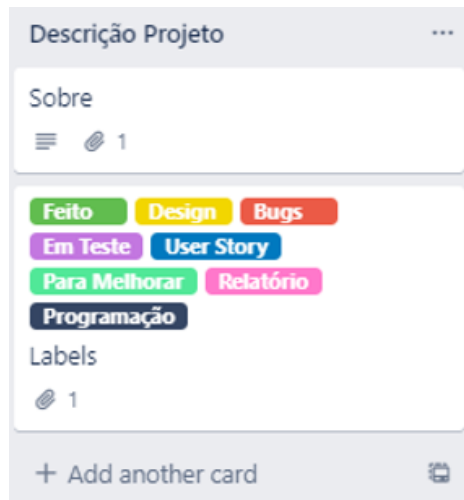 Descrição Projeto
Sobre
1
Feito Design Bugs
Em Teste User Story
Para Melhorar Relatório
Programação
Labels
1
+ Add another card